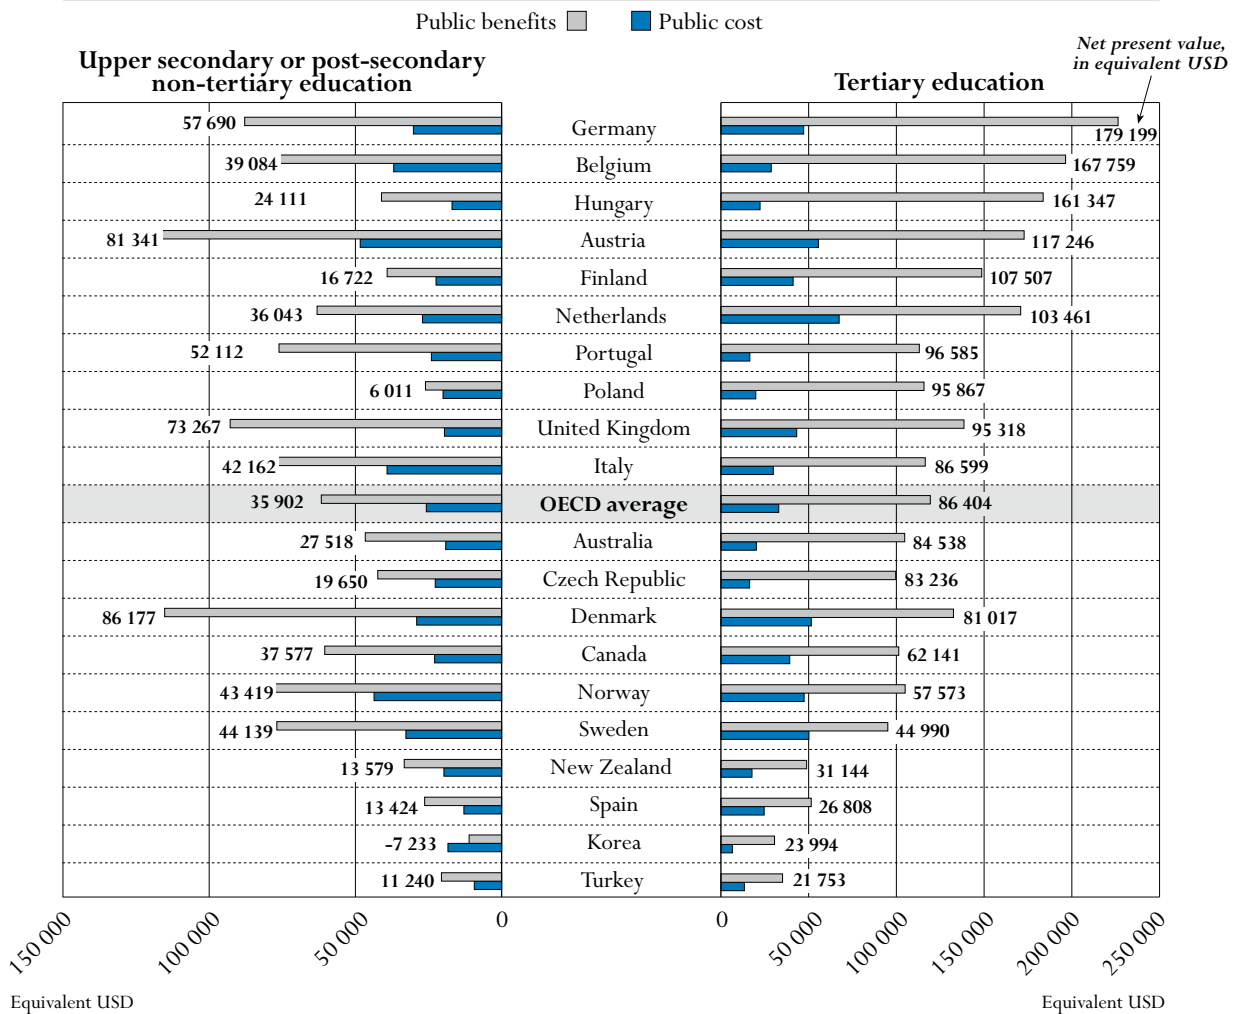 Public benefits Public cost
Net present value,
in equivalent USD
Upper secondary or post-secondary
non-tertiary education
Tertiary education
57 690 Germany 179 199
39 084 Belgium 167 759
24 111 Hungary 161 347
81 341 Austria 117 246
16 722 Finland 107 507
36 043 Netherlands 103 461
52 112 Portugal 96 585
6 011 Poland 95 867
73 267 United Kingdom 95 318
42 162 Italy 86 599
35 902 OECD average 86 404
27 518 Australia 84 538
19 650 Czech Republic 83 236
86 177 Denmark 81 017
37 577 Canada 62 141
43 419 Norway 57 573
44 139 Sweden 44 990
13 579 New Zealand 31 144
13 424 Spain 26 808
-7 233 Korea 23 994
11 240 Turkey 21 753
150 000 100 000 50 000 0 0 50 000 100 000 150 000 200 000 250 000
Equivalent USD Equivalent USD